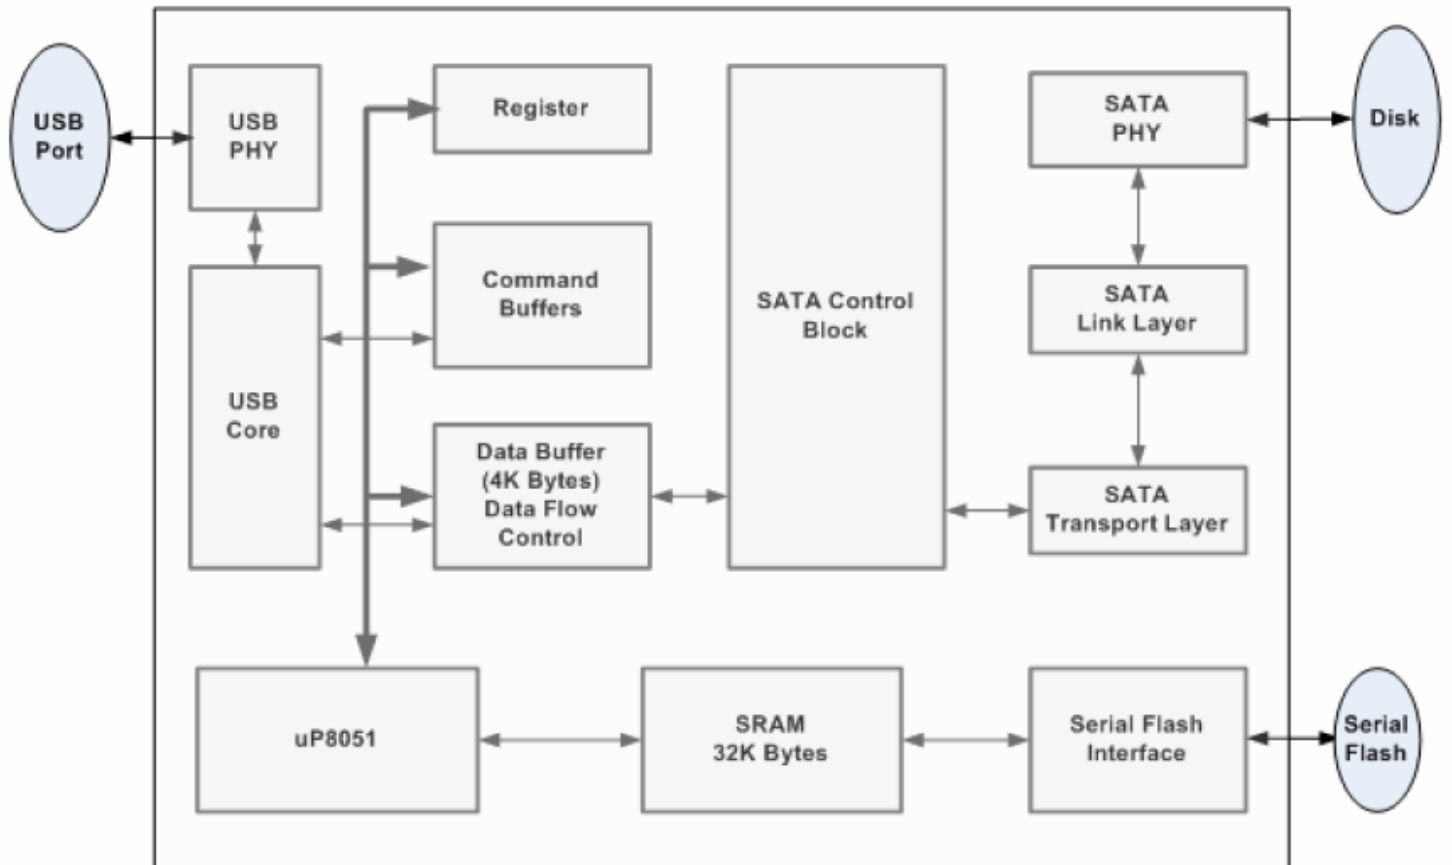 USB
Port
USB
PHY
Register
SATA
PHY
Disk
Command
Buffers
SATA Control
Block
SATA
Link Layer
USB
Core
Data Buffer
(4K Bytes)
Data Flow
Control
SATA
Transport Layer
uP8051
SRAM
32K Bytes
Serial Flash
Interface
Serial
Flash